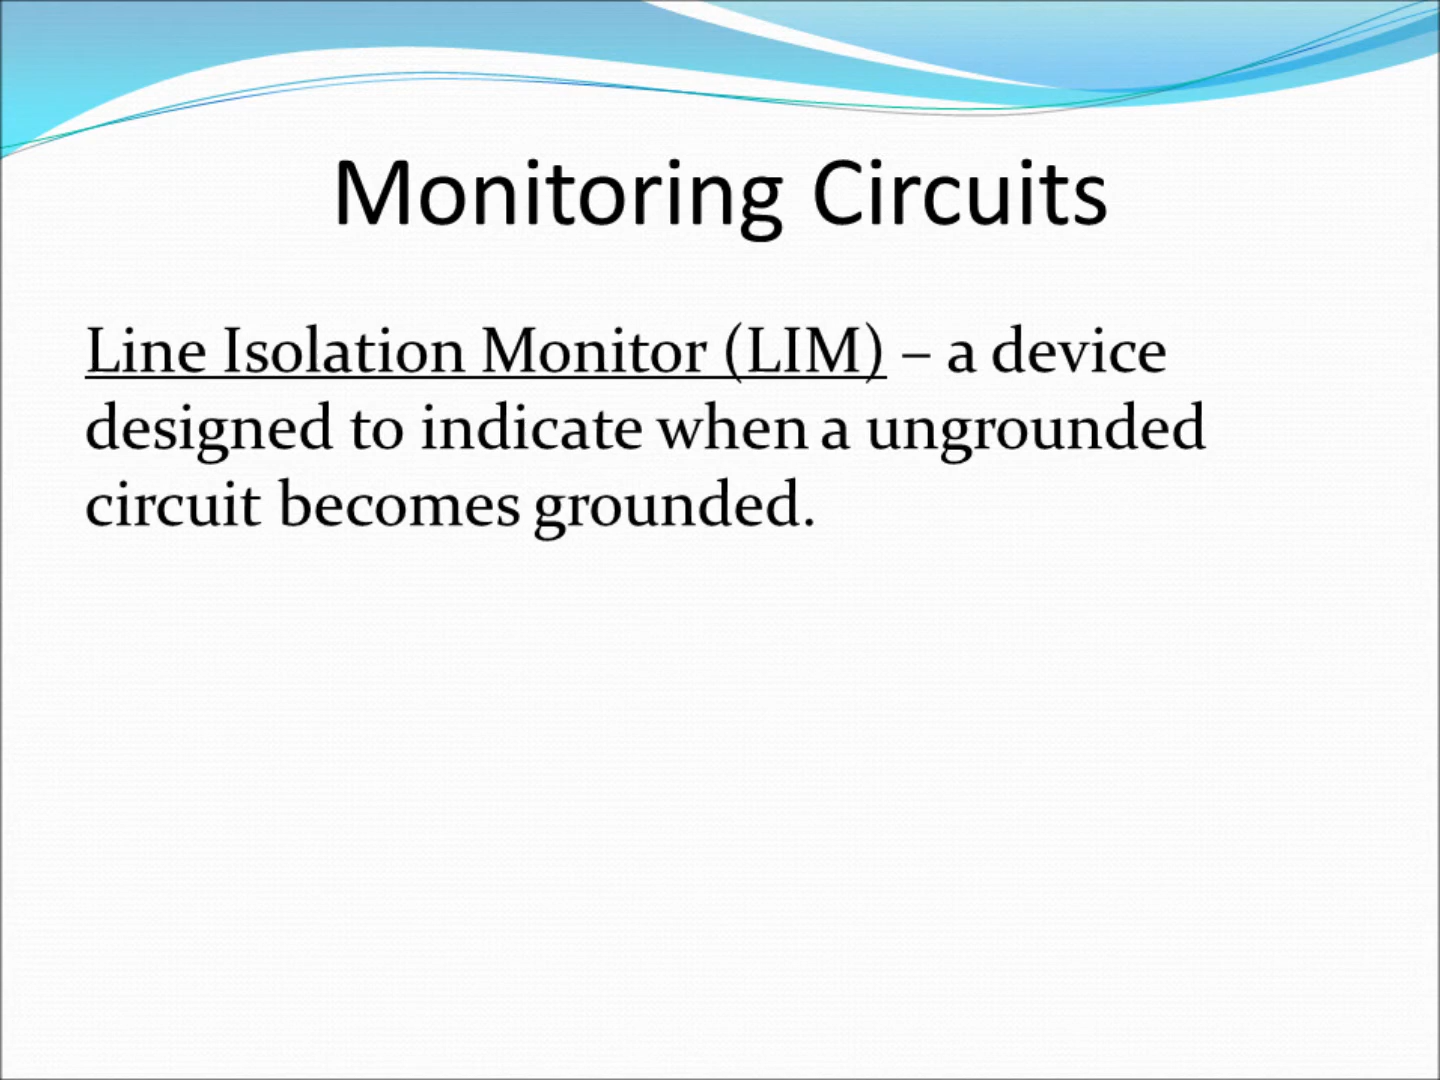 Monitoring Circuits
Line Isolation Monitor (LIM) – a device
designed to indicate when a ungrounded
circuit becomes grounded.